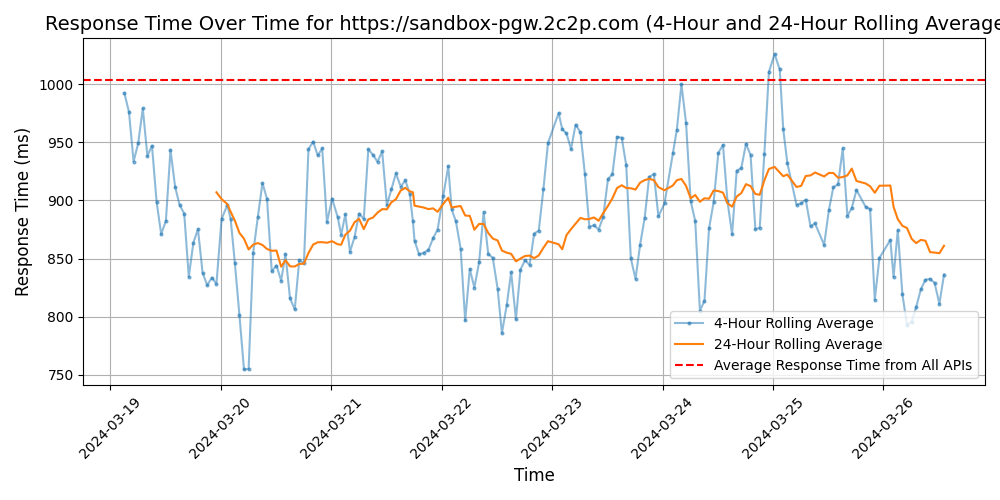 Response Time Over Time for https://sandbox-pgw.2c2p.com (4-Hour and 24-Hour Rolling Average
Response Time (ms)
1000
950
900
850
800
750
4-Hour Rolling Average
24-Hour Rolling Average
Average Response Time from All APIs
2024-03-19
2024-03-20
2024-03-21
2024-03-22
2024-03-23
2024-03-24
2024-03-25
2024-03-26
Time